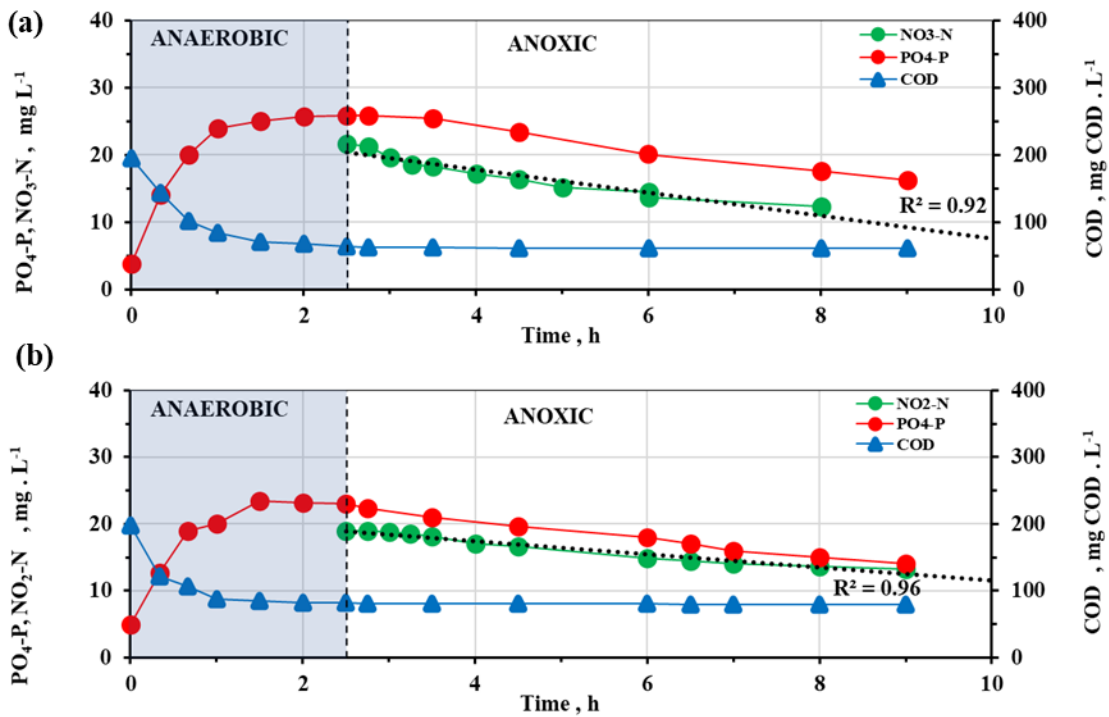 (a)
ANAEROBIC
ANOXIC
NO3-N
PO4-P
COD
R² = 0.92
PO₄-P, NO₃-N , mg L⁻¹
0
10
20
30
40
COD , mg COD . L⁻¹
0
100
200
300
400
0
2
4
6
8
10
Time , h
(b)
ANAEROBIC
ANOXIC
NO2-N
PO4-P
COD
R² = 0.96
PO₄-P, NO₂-N , mg . L⁻¹
0
10
20
30
40
COD , mg COD . L⁻¹
0
100
200
300
400
0
2
4
6
8
10
Time , h